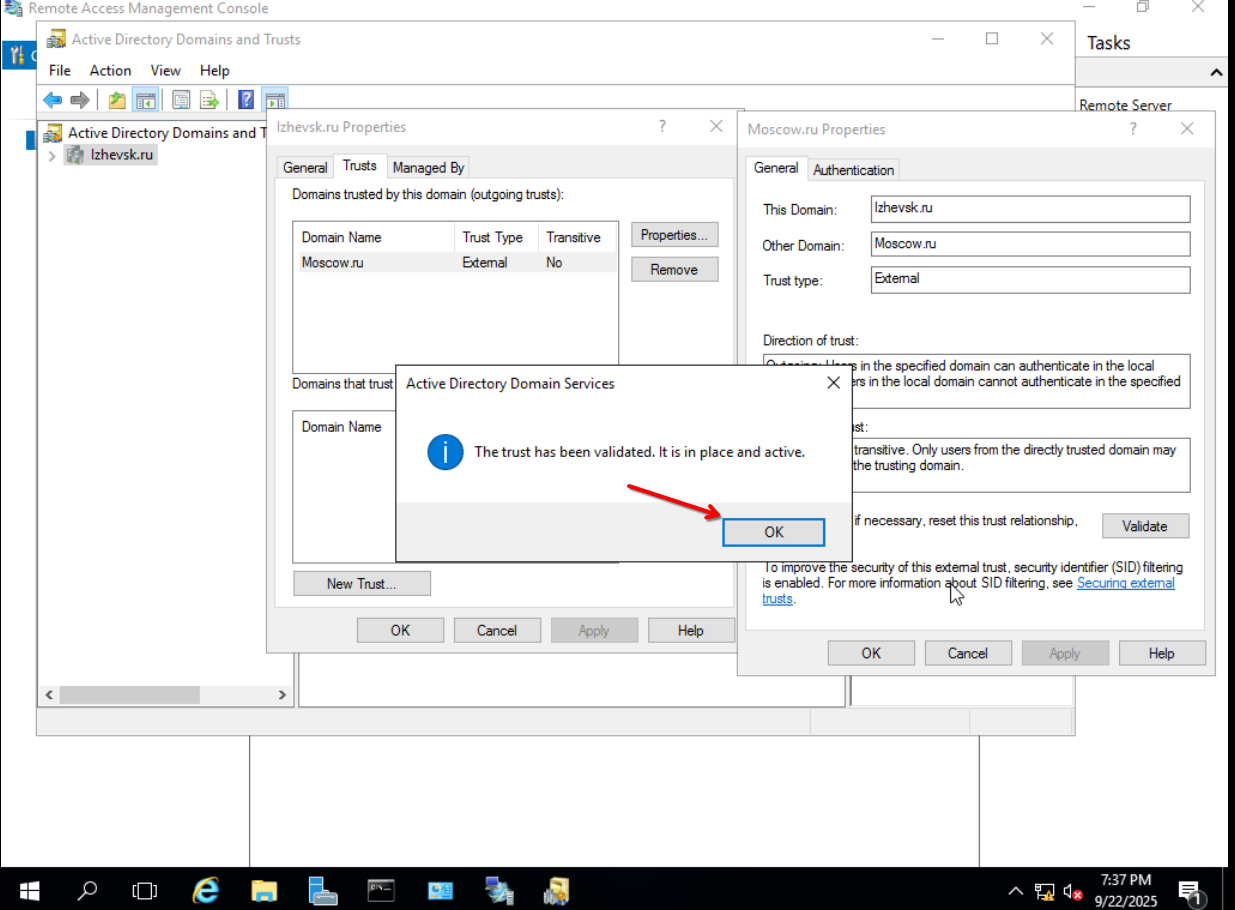 Remote Access Management Console
Active Directory Domains and Trusts
Tasks
File Action View Help
Remote Server
Active Directory Domains and T
Izhevsk.ru
Izhevsk.ru Properties
General Trusts Managed By
Domains trusted by this domain (outgoing trusts):
Domain Name Trust Type Transitive
Moscow.ru External No
Properties...
Remove
Domains that trust
Domain Name
New Trust...
OK Cancel Apply Help
Moscow.ru Properties
General Authentication
This Domain: Izhevsk.ru
Other Domain: Moscow.ru
Trust type: External
Direction of trust:
Outgoing: Users in the specified domain can authenticate in the local
ers in the local domain cannot authenticate in the specified
ust:
transitive. Only users from the directly trusted domain may
the trusting domain.
if necessary, reset this trust relationship,
Validate
To improve the security of this external trust, security identifier (SID) filtering
is enabled. For more information about SID filtering, see Securing external
trusts.
OK Cancel Apply Help
Active Directory Domain Services
The trust has been validated. It is in place and active.
OK
7:37 PM
9/22/2025
1